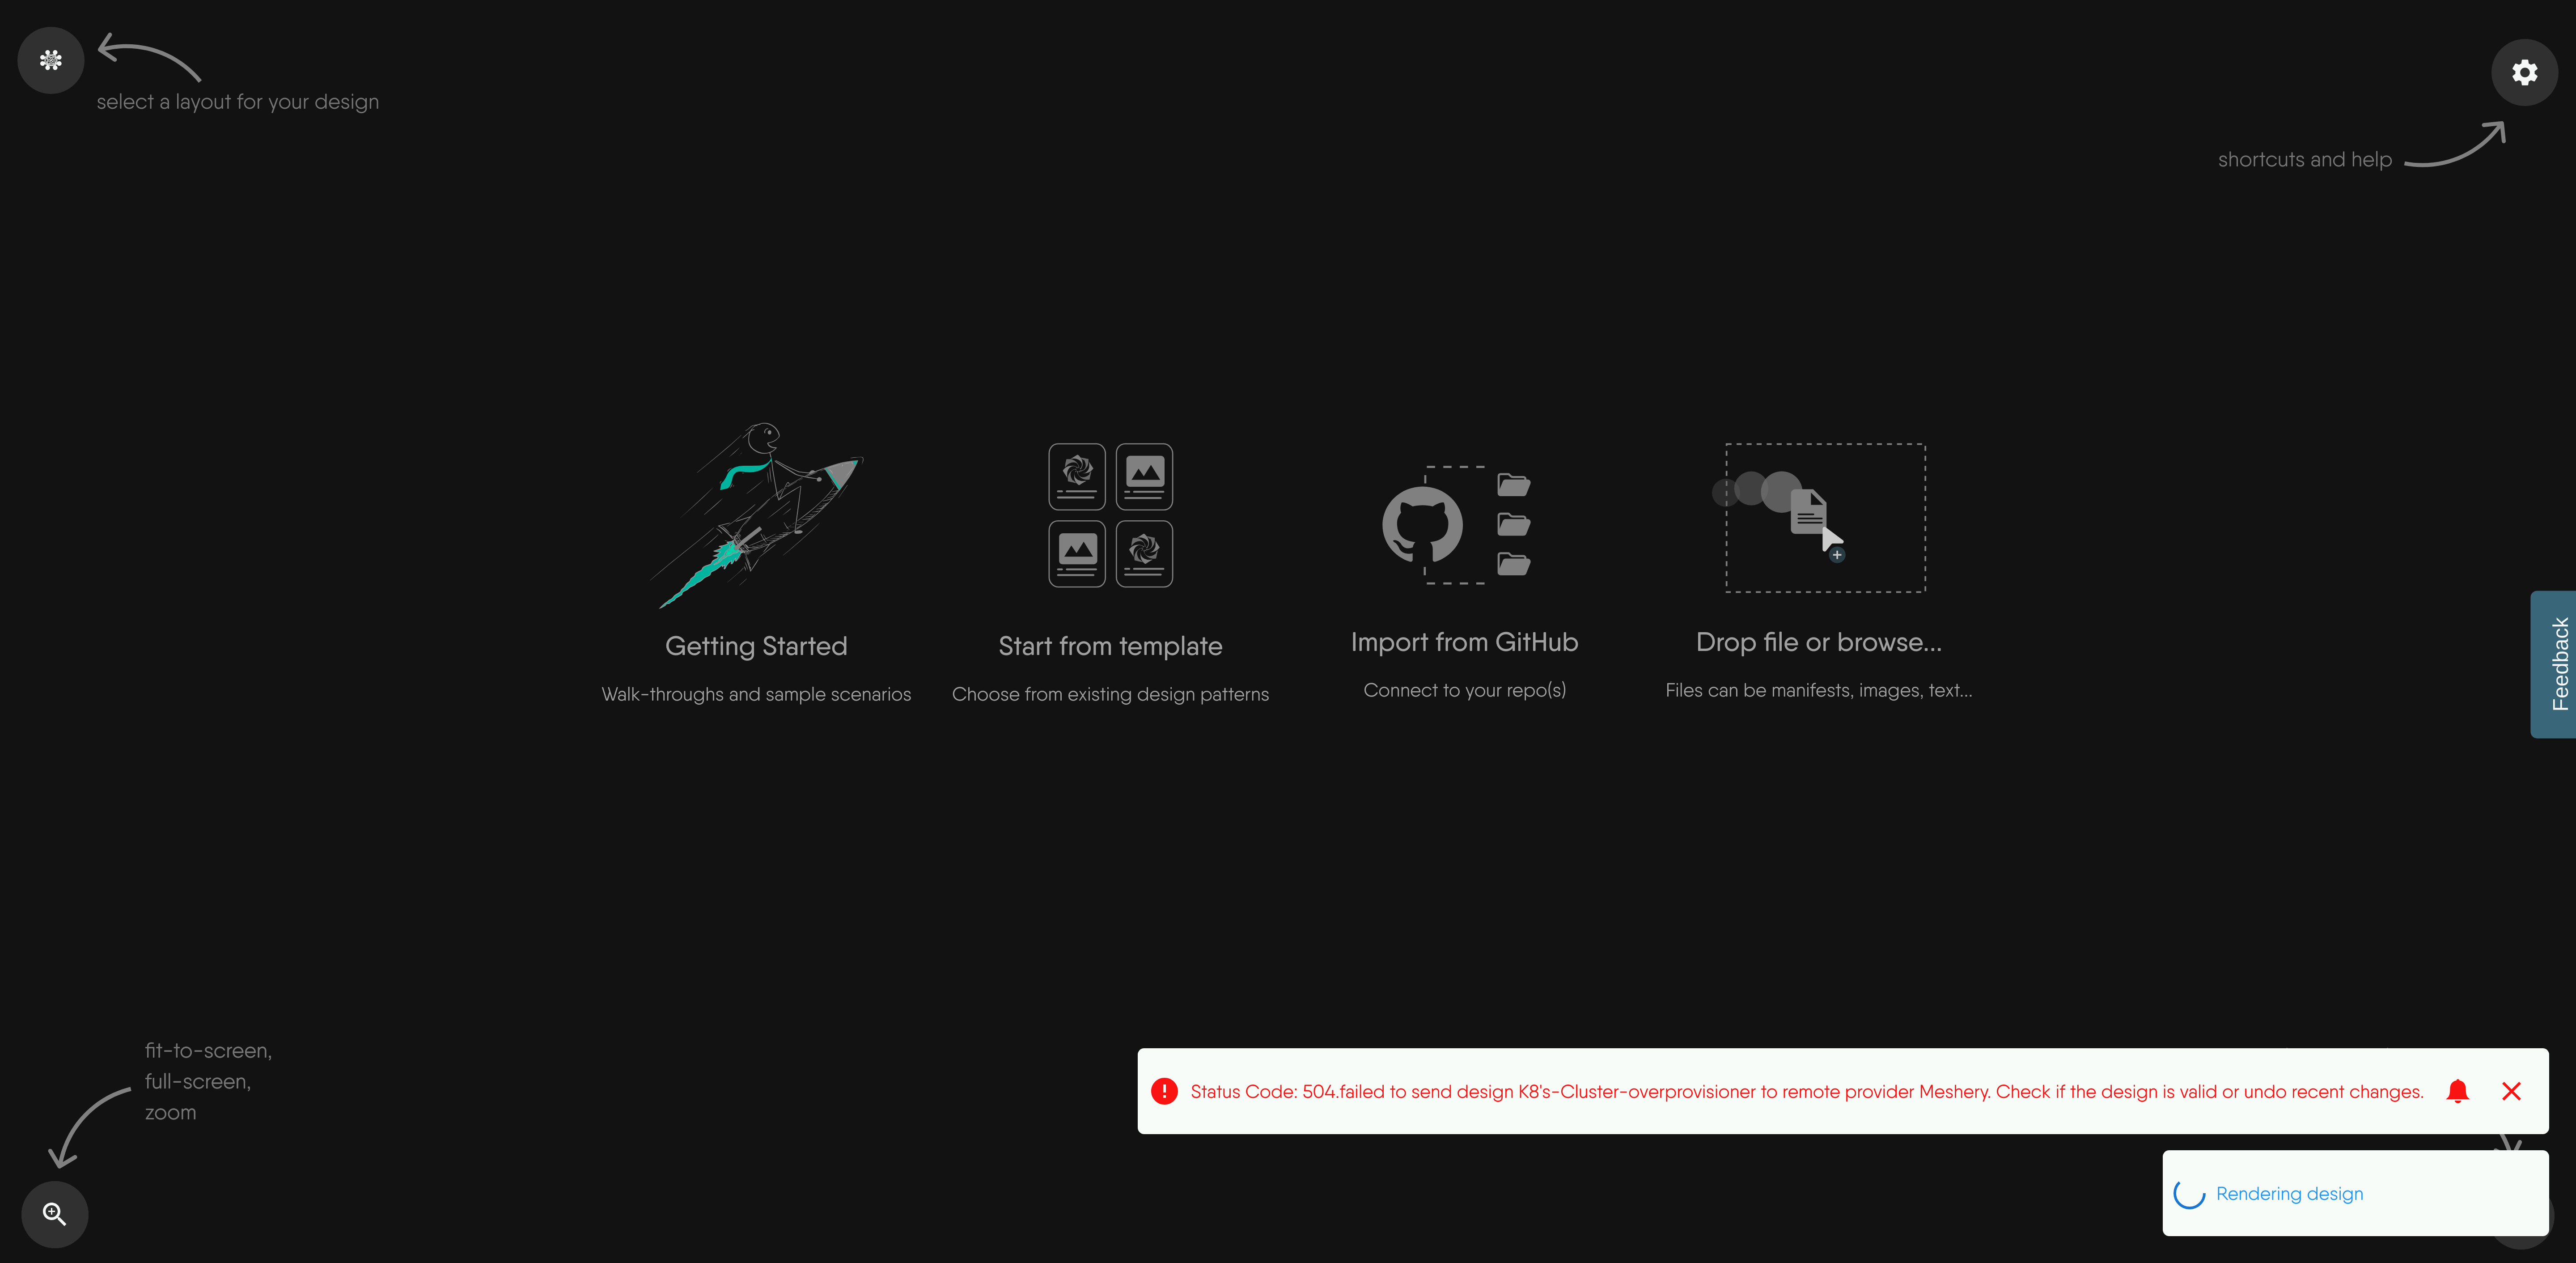 select a layout for your design
shortcuts and help
Getting Started
Walk-throughs and sample scenarios
Start from template
Choose from existing design patterns
Import from GitHub
Connect to your repo(s)
Drop file or browse...
Files can be manifests, images, text...
Feedback
fit-to-screen,
full-screen,
zoom
Status Code: 504.failed to send design K8's-Cluster-overprovisioner to remote provider Meshery. Check if the design is valid or undo recent changes.
Rendering design